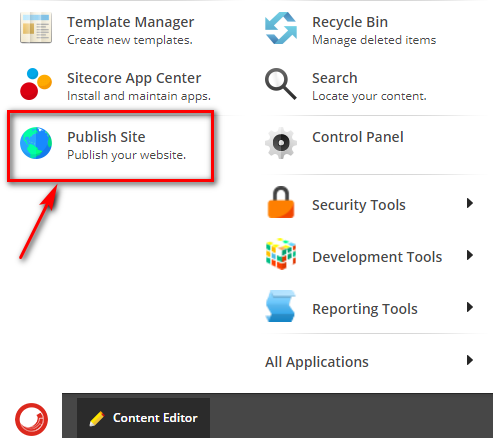 Template Manager
Create new templates.
Sitecore App Center
Install and maintain apps.
Publish Site
Publish your website.
Recycle Bin
Manage deleted items
Search
Locate your content.
Control Panel
Security Tools
Development Tools
Reporting Tools
All Applications
Content Editor